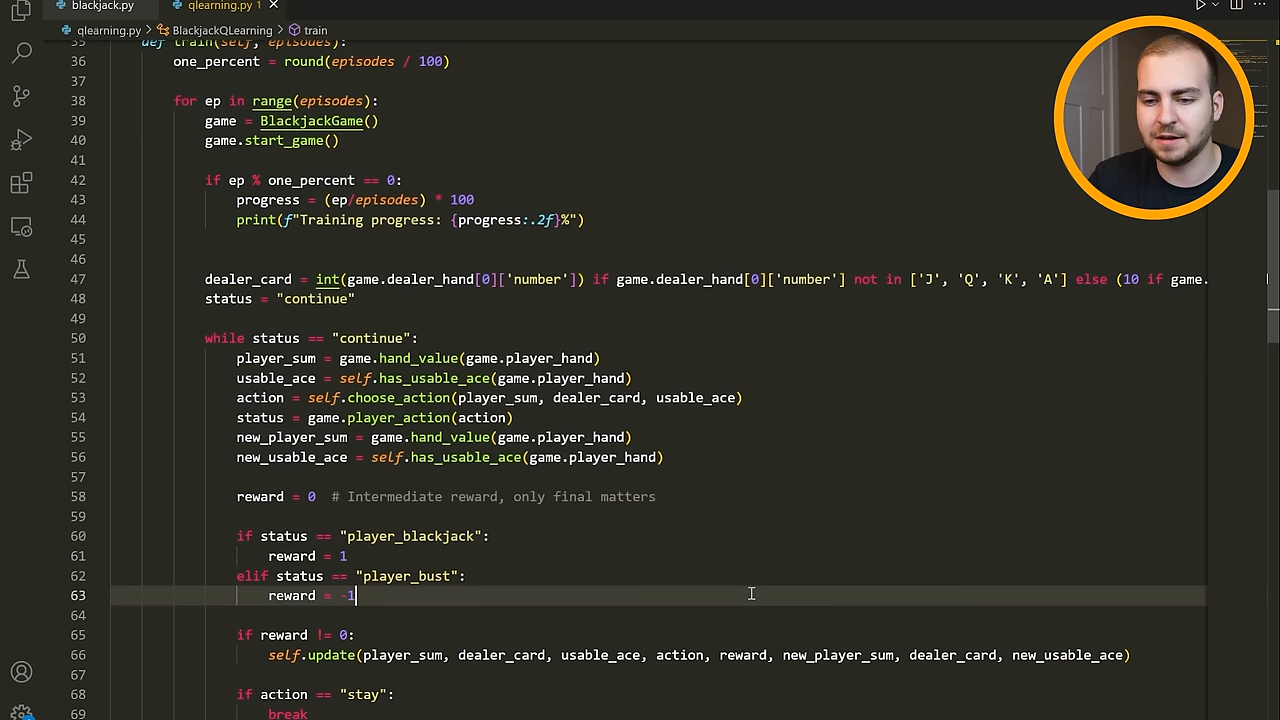 blackjack.py
qlearning.py 1
qlearning.py > BlackjackQLearning > train
35 def train(self, episodes):
36 one_percent = round(episodes / 100)
37
38 for ep in range(episodes):
39 game = BlackjackGame()
40 game.start_game()
41
42 if ep % one_percent == 0:
43 progress = (ep/episodes) * 100
44 print(f"Training progress: {progress:.2f}%")
45
46
47 dealer_card = int(game.dealer_hand[0]['number']) if game.dealer_hand[0]['number'] not in ['J', 'Q', 'K', 'A'] else (10 if game.
48 status = "continue"
49
50 while status == "continue":
51 player_sum = game.hand_value(game.player_hand)
52 usable_ace = self.has_usable_ace(game.player_hand)
53 action = self.choose_action(player_sum, dealer_card, usable_ace)
54 status = game.player_action(action)
55 new_player_sum = game.hand_value(game.player_hand)
56 new_usable_ace = self.has_usable_ace(game.player_hand)
57
58 reward = 0 # Intermediate reward, only final matters
59
60 if status == "player_blackjack":
61 reward = 1
62 elif status == "player_bust":
63 reward = -1
64
65 if reward != 0:
66 self.update(player_sum, dealer_card, usable_ace, action, reward, new_player_sum, dealer_card, new_usable_ace)
67
68 if action == "stay":
69 break